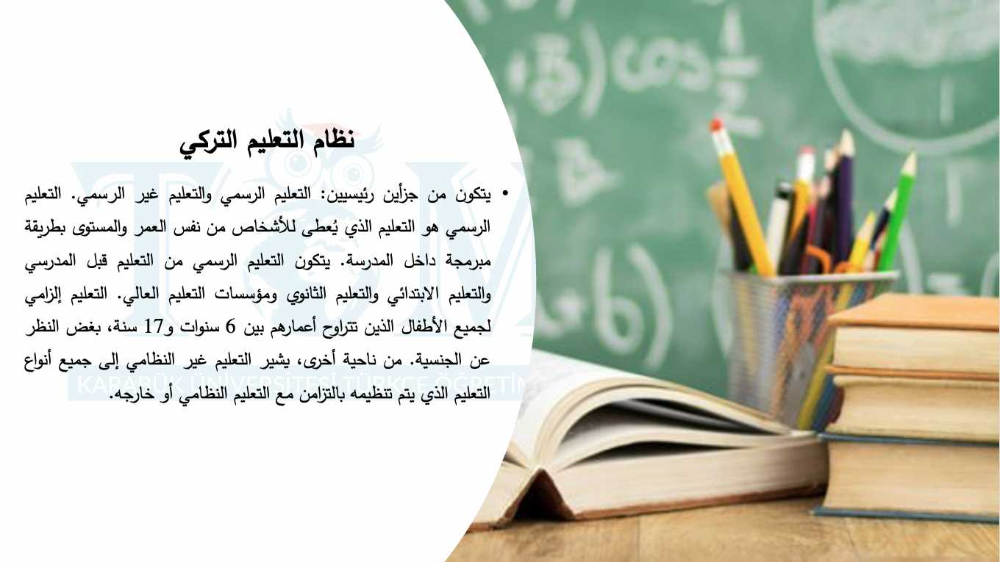 نظام التعليم التركي
• يتكون من جزأين رئيسيين: التعليم الرسمي والتعليم غير الرسمي. التعليم
الرسمي هو التعليم الذي يُعطى للأشخاص من نفس العمر والمستوى بطريقة
مبرمجة داخل المدرسة. يتكون التعليم الرسمي من التعليم قبل المدرسي
والتعليم الابتدائي والتعليم الثانوي ومؤسسات التعليم العالي. التعليم إلزامي
لجميع الأطفال الذين تتراوح أعمارهم بين 6 سنوات و17 سنة، بغض النظر
عن الجنسية. من ناحية أخرى، يشير التعليم غير النظامي إلى جميع أنواع
التعليم الذي يتم تنظيمه بالتزامن مع التعليم النظامي أو خارجه.
KARABÜK ÜNİVERSİTESİ TÜRKÇE ÖĞRETİM
cos 1/2